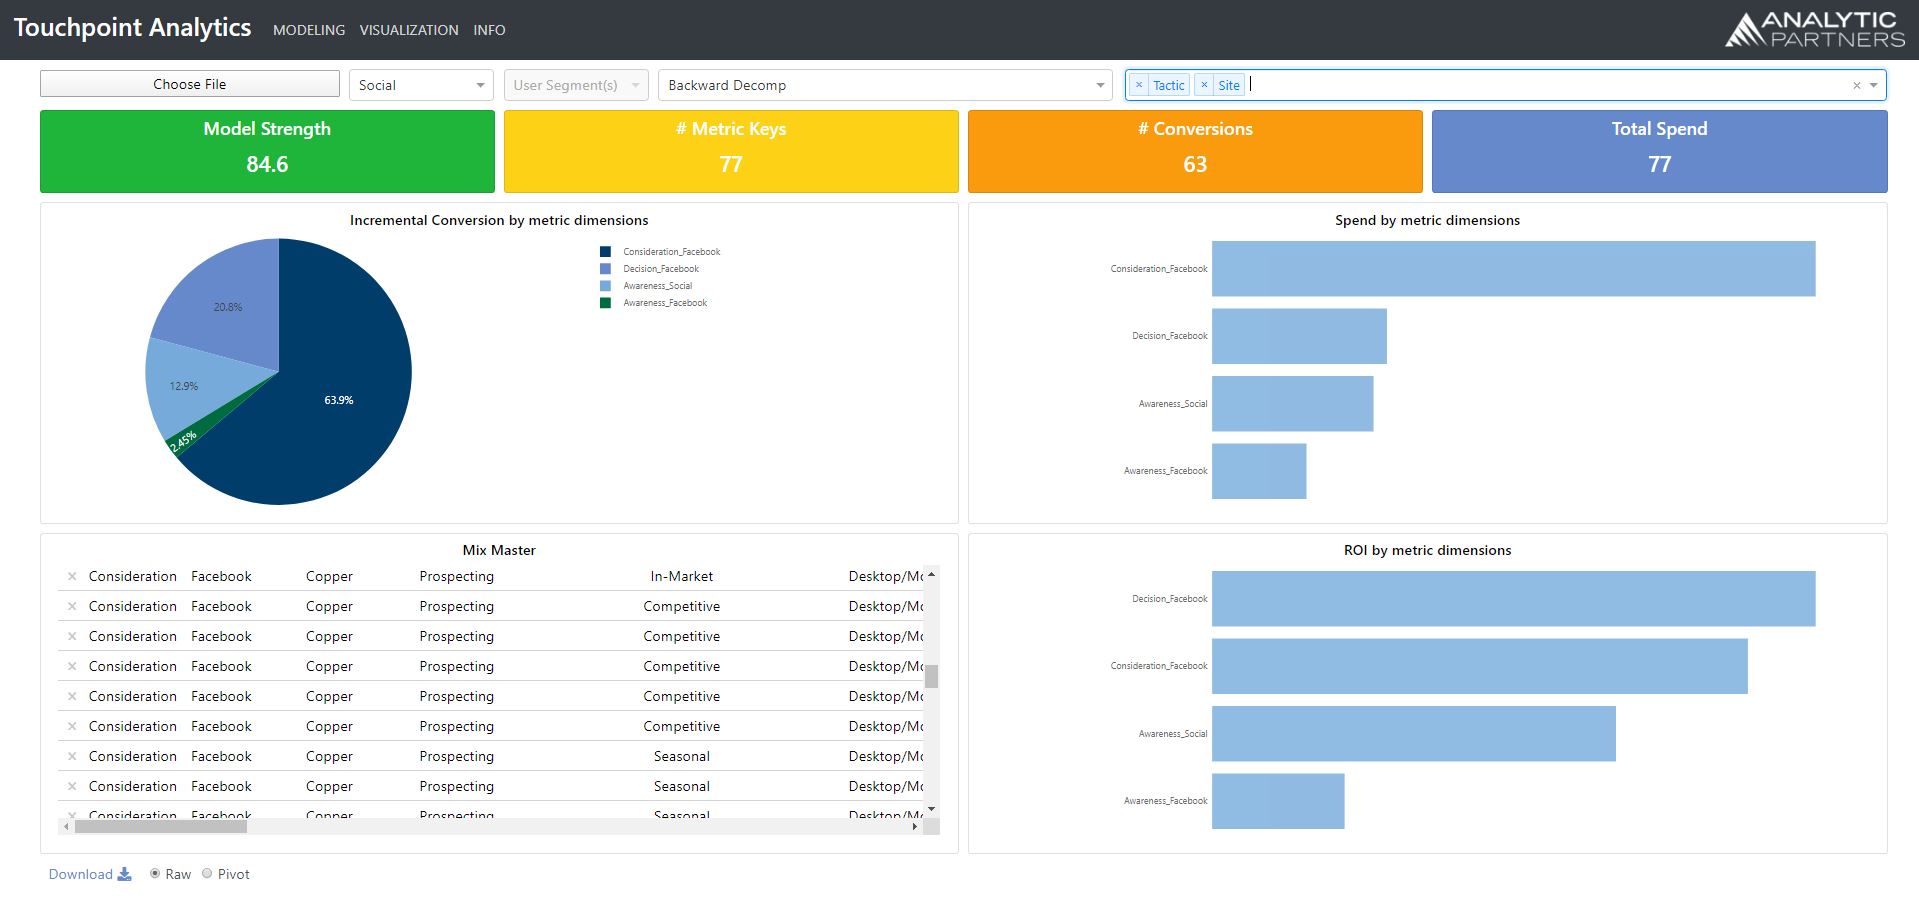 Touchpoint Analytics MODELING VISUALIZATION INFO
ANALYTIC
PARTNERS
Choose File
Social
User Segment(s)
Backward Decomp
× Tactic × Site
×
Model Strength
84.6
# Metric Keys
77
# Conversions
63
Total Spend
77
Incremental Conversion by metric dimensions
Consideration_Facebook
Decision_Facebook
Awareness_Social
Awareness_Facebook
20.8%
12.9%
2.45%
63.9%
Spend by metric dimensions
Consideration_Facebook
Decision_Facebook
Awareness_Social
Awareness_Facebook
Mix Master
× Consideration Facebook Copper Prospecting In-Market Desktop/Mo
× Consideration Facebook Copper Prospecting Competitive Desktop/Mo
× Consideration Facebook Copper Prospecting Competitive Desktop/Mo
× Consideration Facebook Copper Prospecting Competitive Desktop/Mo
× Consideration Facebook Copper Prospecting Competitive Desktop/Mo
× Consideration Facebook Copper Prospecting Competitive Desktop/Mo
× Consideration Facebook Copper Prospecting Seasonal Desktop/Mo
× Consideration Facebook Copper Prospecting Seasonal Desktop/Mo
× Consideration Facebook Copper Prospecting Seasonal Desktop/Mo
ROI by metric dimensions
Decision_Facebook
Consideration_Facebook
Awareness_Social
Awareness_Facebook
Download Raw Pivot